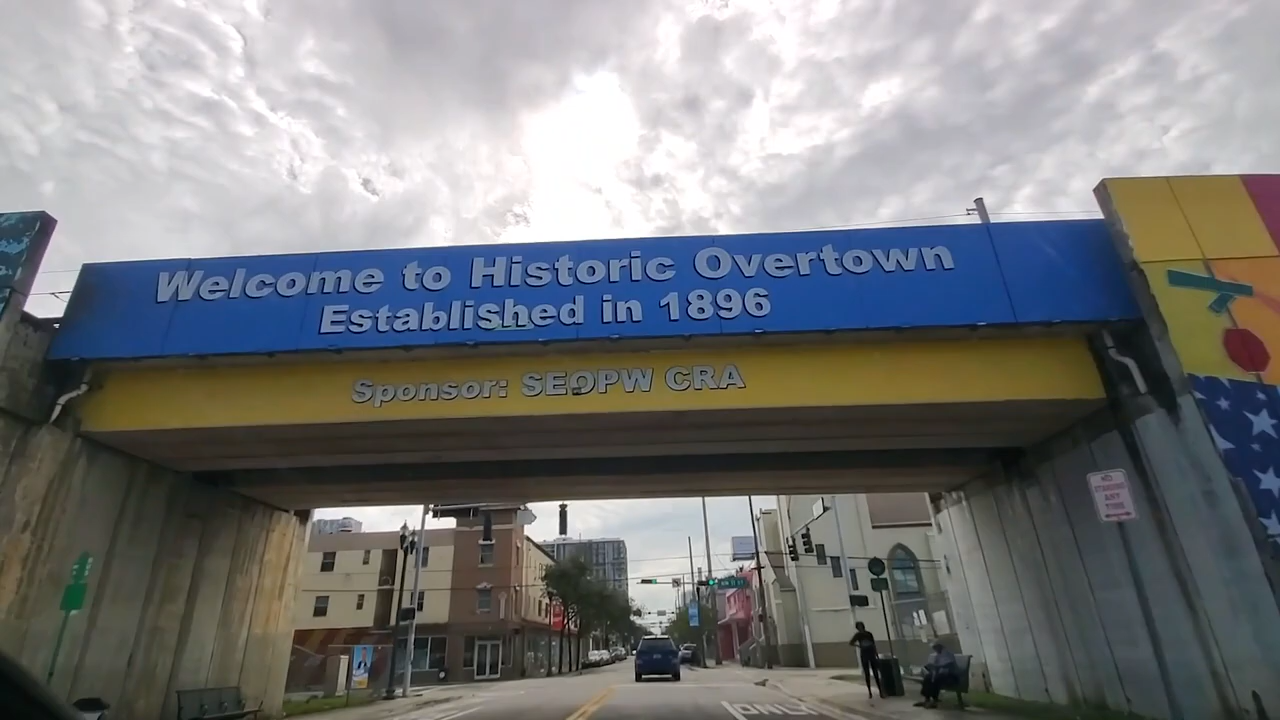 Welcome to Historic Overtown
Established in 1896
Sponsor: SEOPW CRA
NO
STANDING
ANY
TIME
ONLY